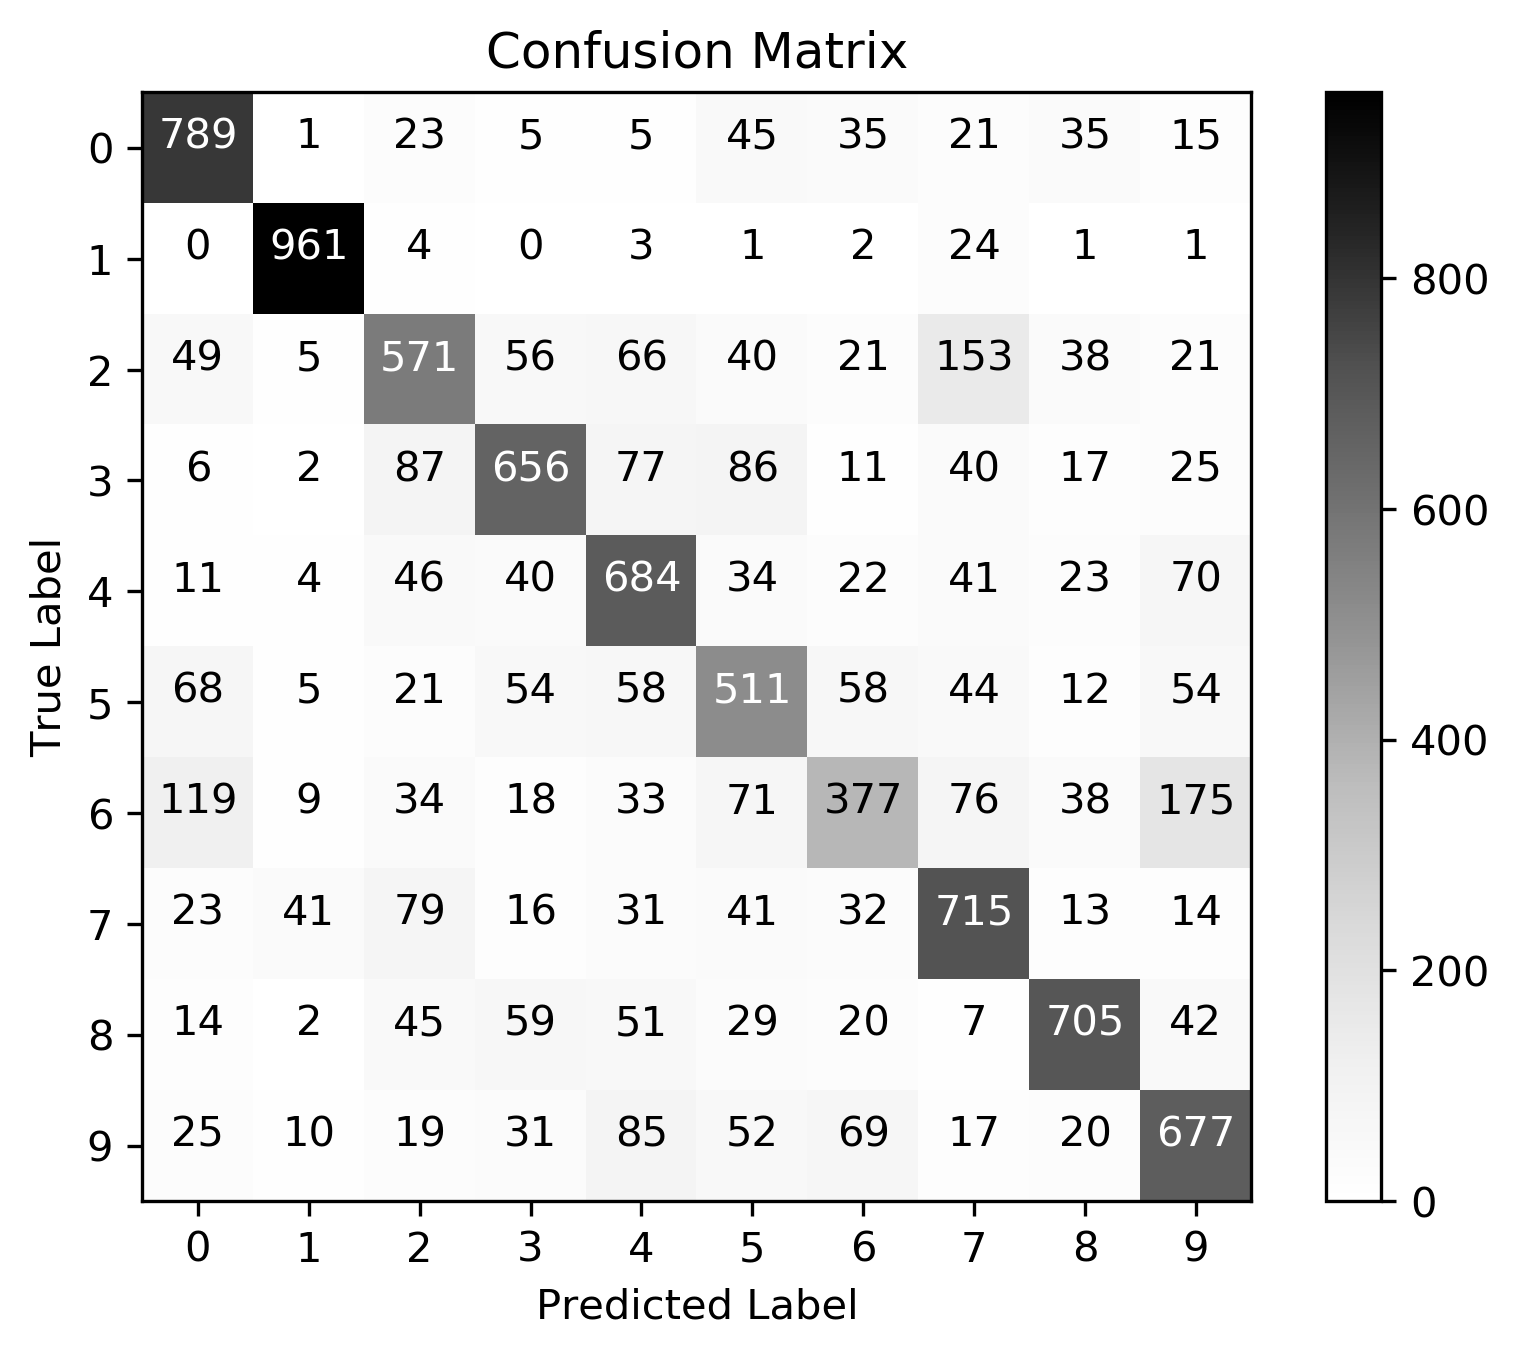 Confusion Matrix
0 789 1 23 5 5 45 35 21 35 15
1 0 961 4 0 3 1 2 24 1 1
2 49 5 571 56 66 40 21 153 38 21
3 6 2 87 656 77 86 11 40 17 25
4 11 4 46 40 684 34 22 41 23 70
5 68 5 21 54 58 511 58 44 12 54
6 119 9 34 18 33 71 377 76 38 175
7 23 41 79 16 31 41 32 715 13 14
8 14 2 45 59 51 29 20 7 705 42
9 25 10 19 31 85 52 69 17 20 677
0 1 2 3 4 5 6 7 8 9
Predicted Label
True Label
800
600
400
200
0